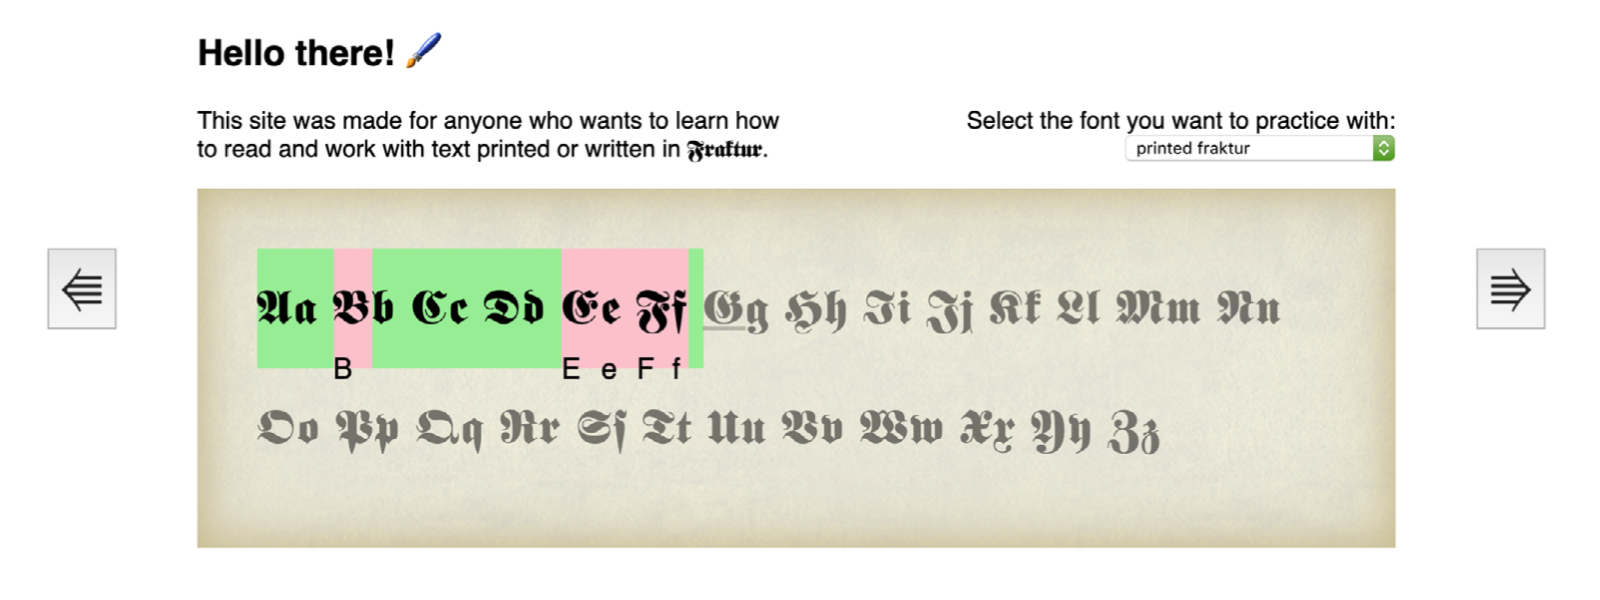 Hello there! 🖌️
This site was made for anyone who wants to learn how
to read and work with text printed or written in Fraktur.
Select the font you want to practice with:
printed fraktur
Aa Bb Cc Dd Ee Ff Gg Hh Ii Jj Kk Ll Mm Nn
B E e F f
Oo Pp Qq Rr Sſ Tt Uu Vv Ww Xx Yy Zz